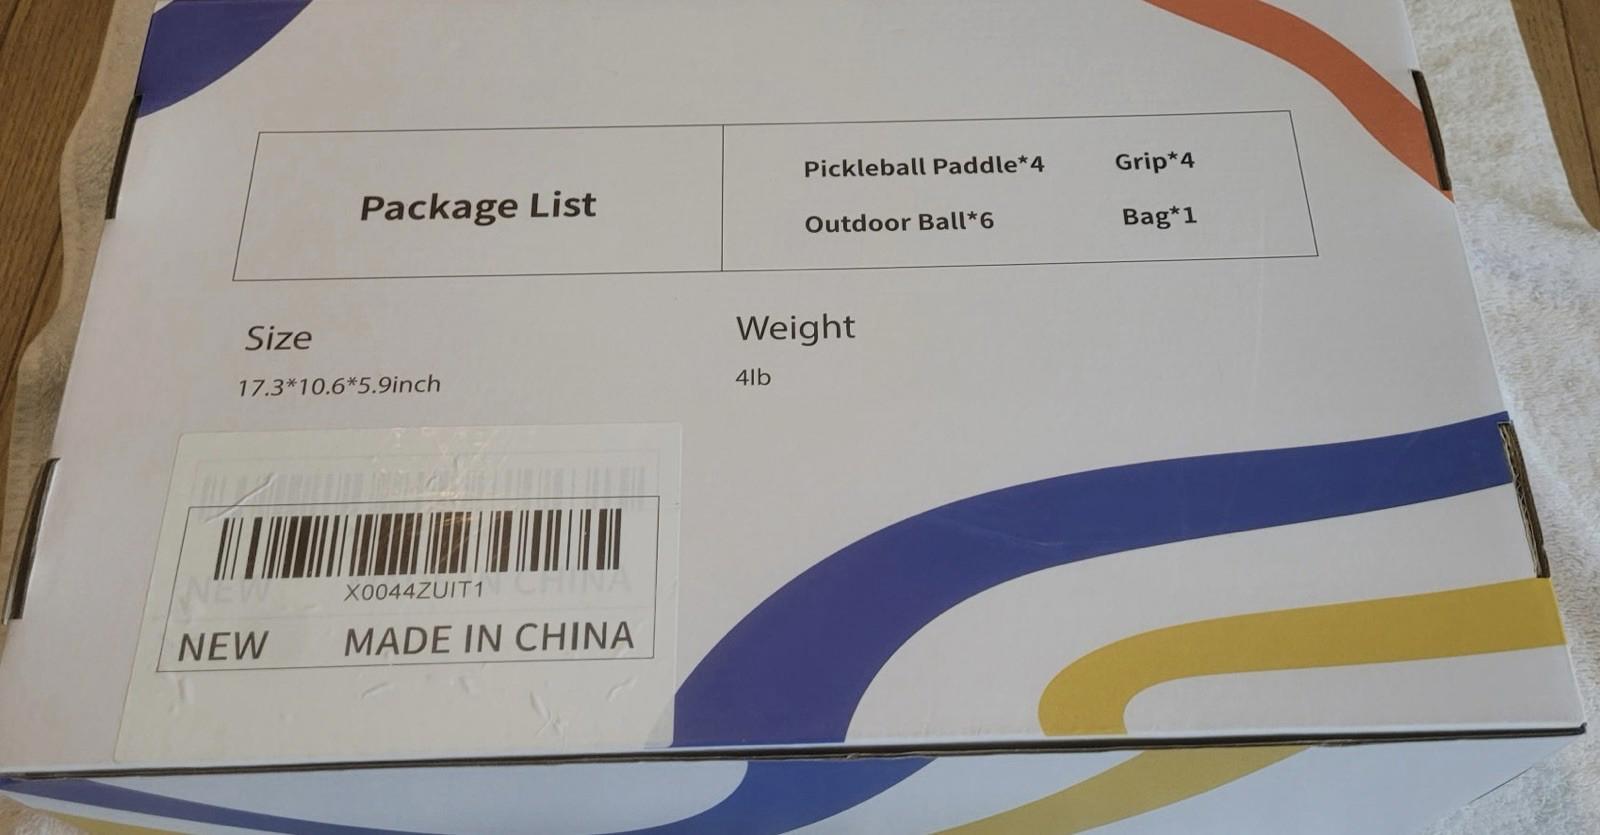 Package List
Pickleball Paddle*4 Grip*4
Outdoor Ball*6 Bag*1
Size
17.3*10.6*5.9inch
Weight
4lb
X0044ZUIT1
NEW MADE IN CHINA